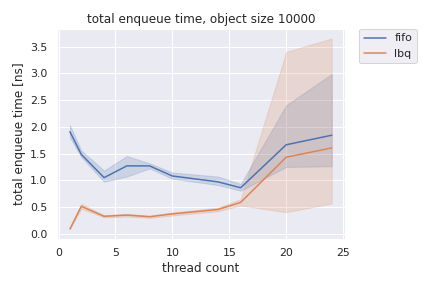 total enqueue time, object size 10000
fifo
lbq
total enqueue time [ns]
3.5
3.0
2.5
2.0
1.5
1.0
0.5
0.0
0 5 10 15 20 25
thread count